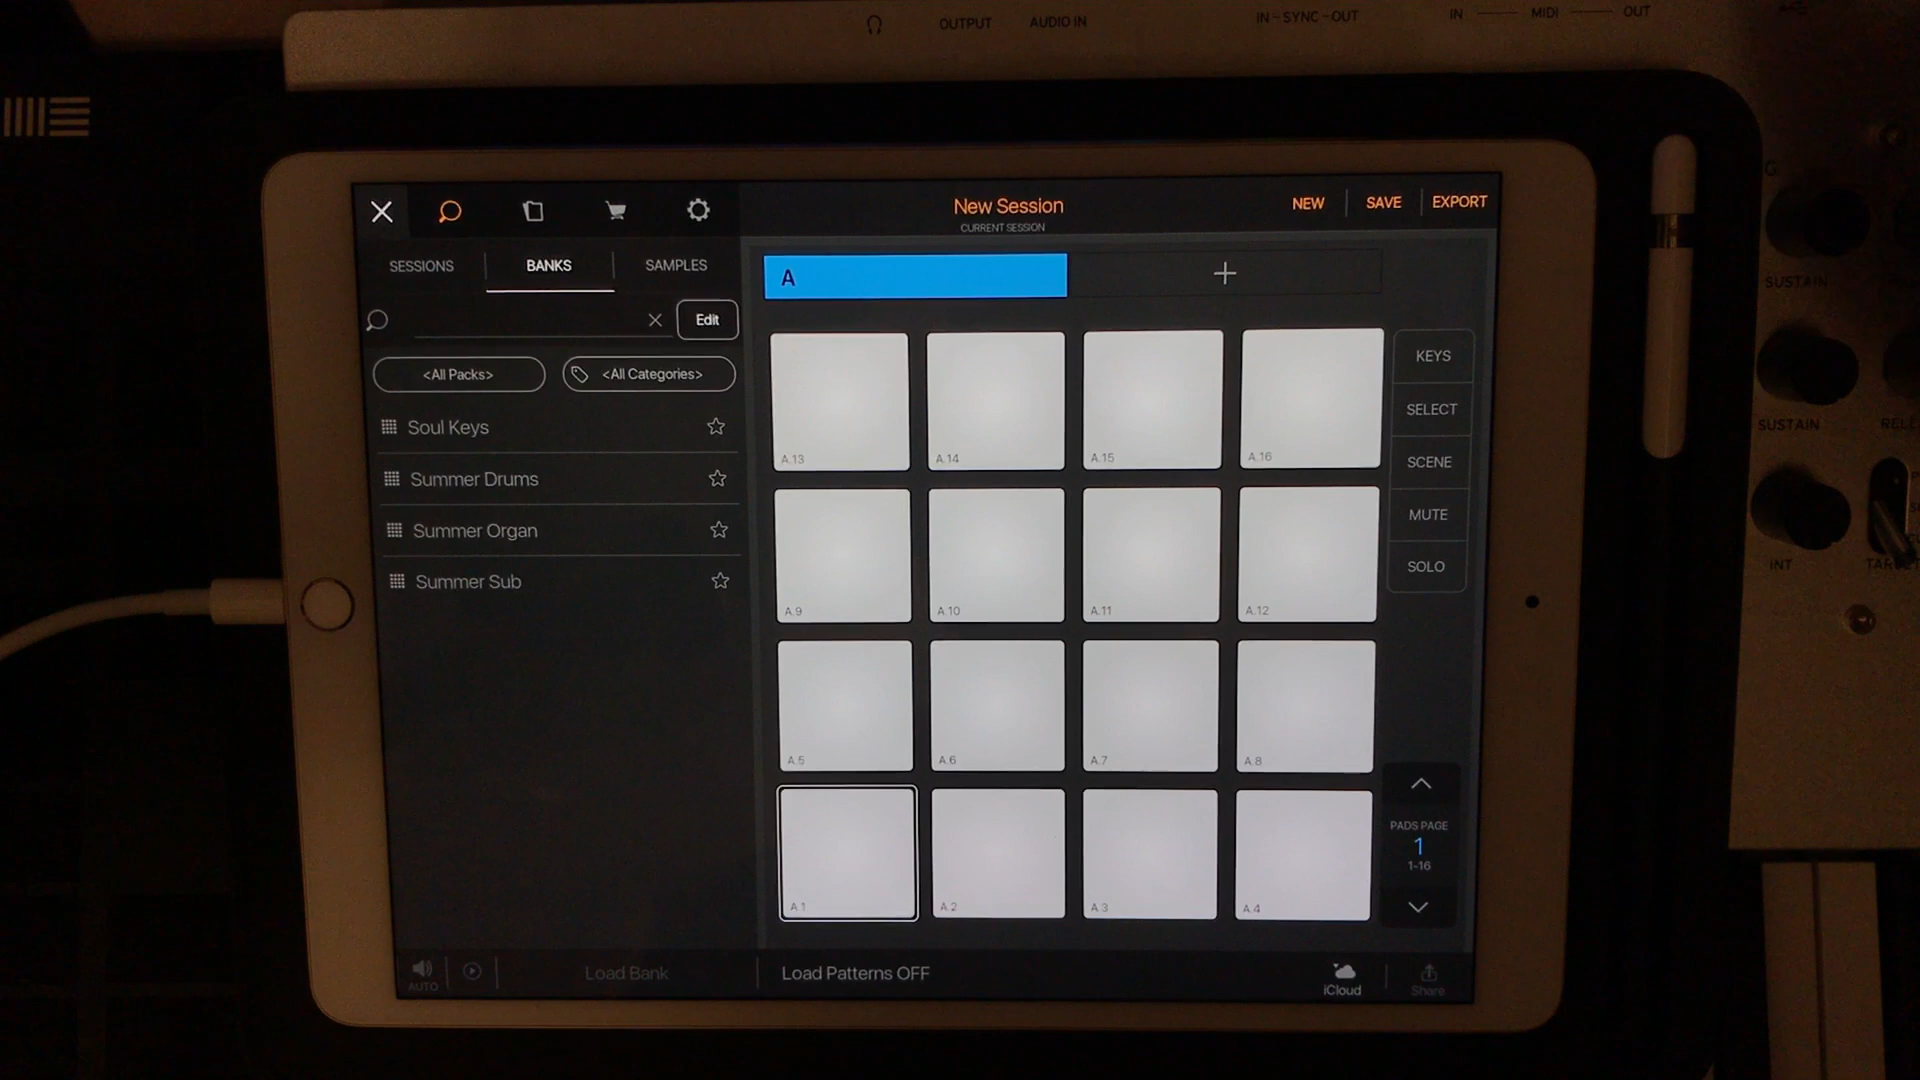 OUTPUT
AUDIO IN
IN - SYNC - OUT
IN
MIDI
OUT
New Session
CURRENT SESSION
NEW
SAVE
EXPORT
SESSIONS
BANKS
SAMPLES
A
+
Edit
<All Packs>
<All Categories>
Soul Keys
Summer Drums
Summer Organ
Summer Sub
A.13
A.14
A.15
A.16
A.9
A.10
A.11
A.12
A.5
A.6
A.7
A.8
A.1
A.2
A.3
A.4
KEYS
SELECT
SCENE
MUTE
SOLO
PADS PAGE
1
1-16
AUTO
Load Bank
Load Patterns OFF
iCloud
Share
SUSTAIN
SUSTAIN
INT